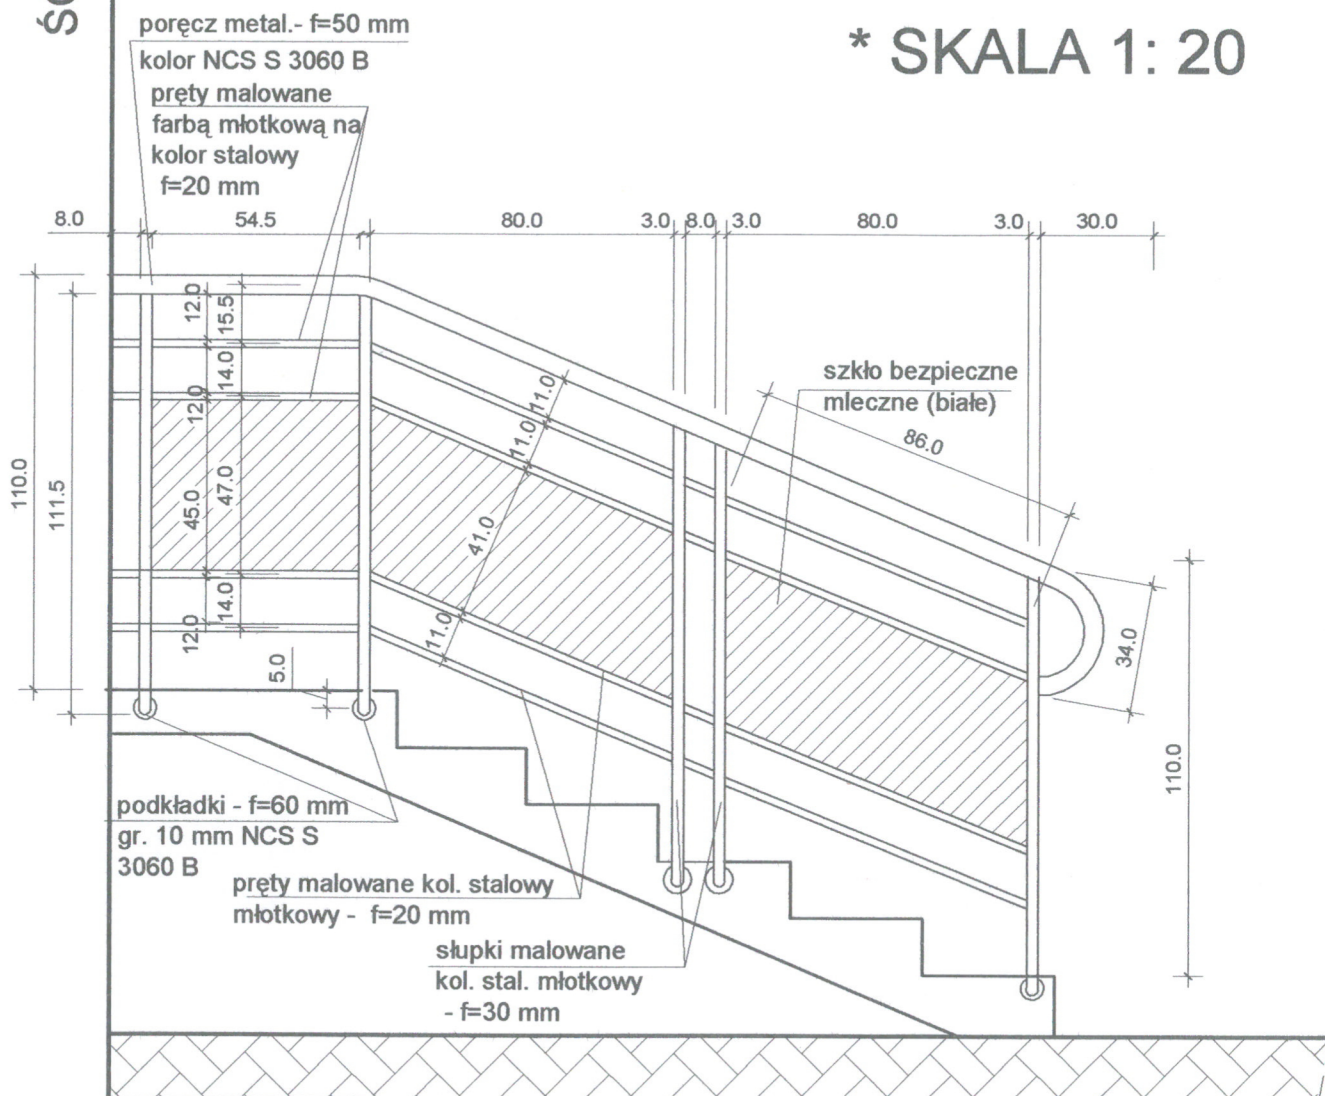 ŚC
poręcz metal.- f=50 mm
kolor NCS S 3060 B
pręty malowane
farbą młotkową na
kolor stalowy
f=20 mm
* SKALA 1: 20
8.0
54.5
80.0
3.0
8.0
3.0
80.0
3.0
30.0
12.0
15.5
14.0
12.0
45.0
47.0
14.0
12.0
110.0
111.5
5.0
11.0
11.0
41.0
11.0
szkło bezpieczne
mleczne (białe)
86.0
34.0
110.0
podkładki - f=60 mm
gr. 10 mm NCS S
3060 B
pręty malowane kol. stalowy
młotkowy - f=20 mm
słupki malowane
kol. stal. młotkowy
- f=30 mm